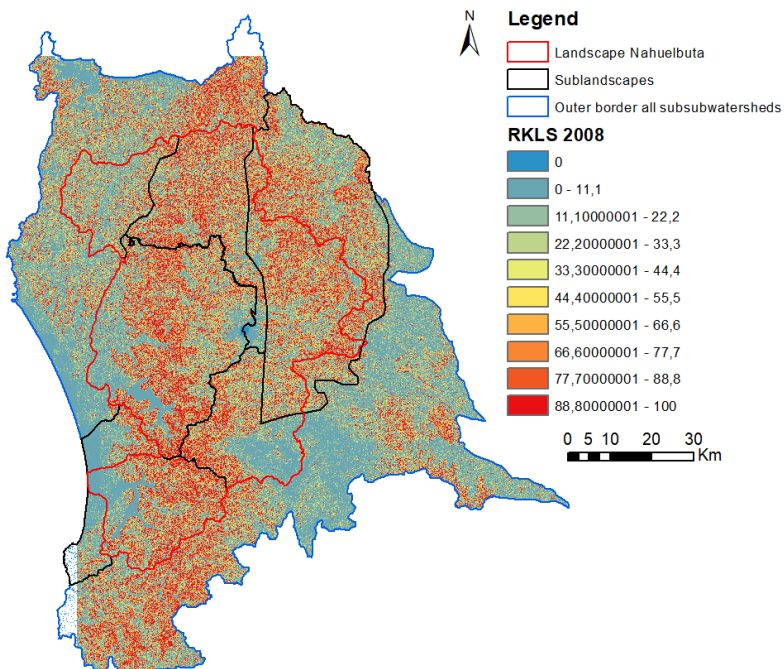 N
Legend
Landscape Nahuelbuta
Sublandscapes
Outer border all subsubwatersheds
RKLS 2008
0
0 - 11,1
11,10000001 - 22,2
22,20000001 - 33,3
33,30000001 - 44,4
44,40000001 - 55,5
55,50000001 - 66,6
66,60000001 - 77,7
77,70000001 - 88,8
88,80000001 - 100
0 5 10 20 30
Km